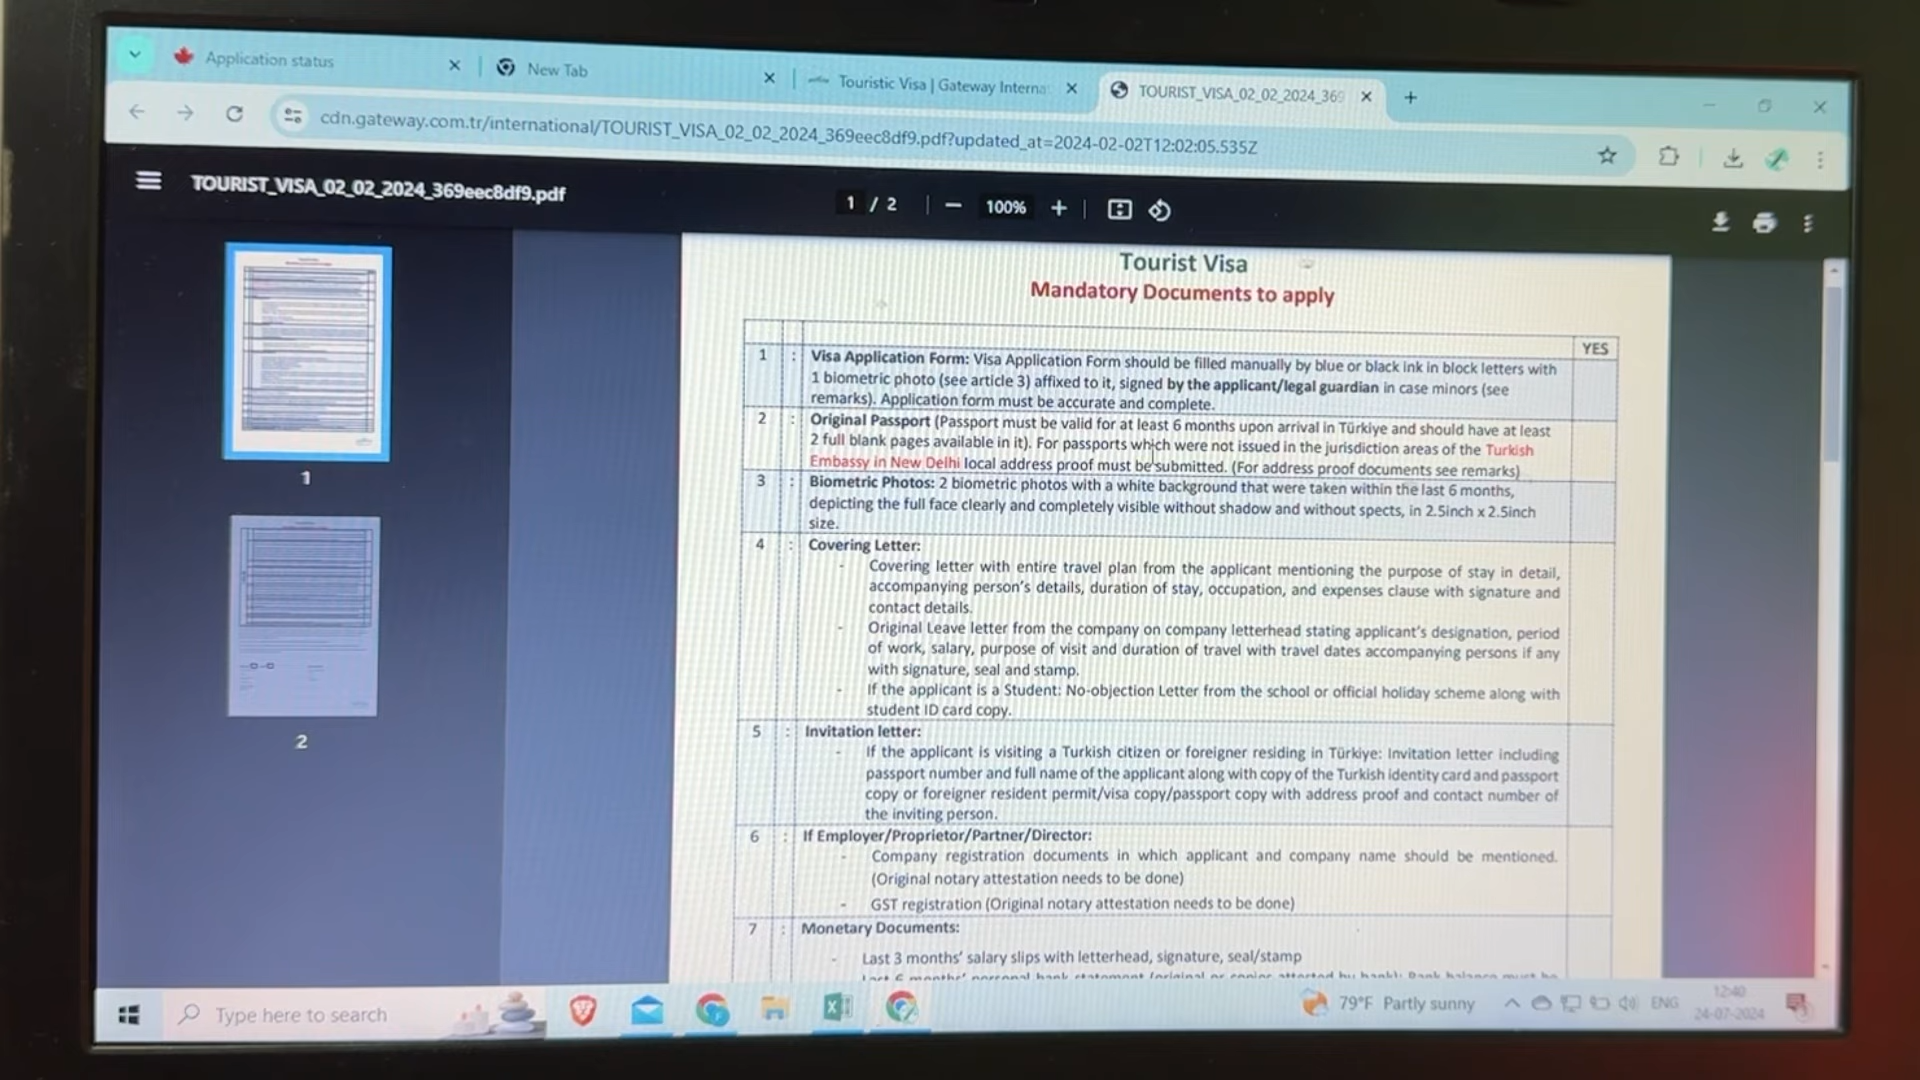 Application status
New Tab
Touristic Visa | Gateway Interna
TOURIST_VISA_02_02_2024_369
cdn.gateway.com.tr/international/TOURIST_VISA_02_02_2024_369eec8df9.pdf?updated_at=2024-02-02T12:02:05.535Z
TOURIST_VISA_02_02_2024_369eec8df9.pdf
1 / 2
100%
1
2
Tourist Visa
Mandatory Documents to apply
YES
1 : Visa Application Form: Visa Application Form should be filled manually by blue or black ink in block letters with
1 biometric photo (see article 3) affixed to it, signed by the applicant/legal guardian in case minors (see
remarks). Application form must be accurate and complete.
2 : Original Passport (Passport must be valid for at least 6 months upon arrival in Türkiye and should have at least
2 full blank pages available in it). For passports which were not issued in the jurisdiction areas of the Turkish
Embassy in New Delhi local address proof must be submitted. (For address proof documents see remarks)
3 : Biometric Photos: 2 biometric photos with a white background that were taken within the last 6 months,
depicting the full face clearly and completely visible without shadow and without spects, in 2.5inch x 2.5inch
size.
4 : Covering Letter:
- Covering letter with entire travel plan from the applicant mentioning the purpose of stay in detail,
accompanying person's details, duration of stay, occupation, and expenses clause with signature and
contact details.
- Original Leave letter from the company on company letterhead stating applicant's designation, period
of work, salary, purpose of visit and duration of travel with travel dates accompanying persons if any
with signature, seal and stamp.
- If the applicant is a Student: No-objection Letter from the school or official holiday scheme along with
student ID card copy.
5 : Invitation letter:
- If the applicant is visiting a Turkish citizen or foreigner residing in Türkiye: Invitation letter including
passport number and full name of the applicant along with copy of the Turkish identity card and passport
copy or foreigner resident permit/visa copy/passport copy with address proof and contact number of
the inviting person.
6 : If Employer/Proprietor/Partner/Director:
- Company registration documents in which applicant and company name should be mentioned.
(Original notary attestation needs to be done)
- GST registration (Original notary attestation needs to be done)
7 : Monetary Documents:
- Last 3 months' salary slips with letterhead, signature, seal/stamp
Type here to search
79°F Partly sunny
ENG
12:40
24-07-2024